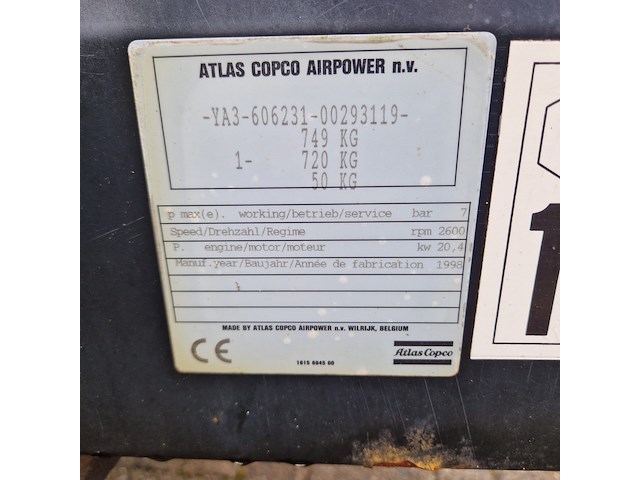 ATLAS COPCO AIRPOWER n.v.
-YA3-606231-00293119-
749 KG
1- 720 KG
50 KG
p max(e). working/betrieb/service bar 7
Speed/Drehzahl/Regime rpm 2600
P. engine/motor/moteur kw 20,4
Manuf.year/Baujahr/Année de fabrication 1998
MADE BY ATLAS COPCO AIRPOWER n.v. WILRIJK, BELGIUM
CE
Atlas Copco
1